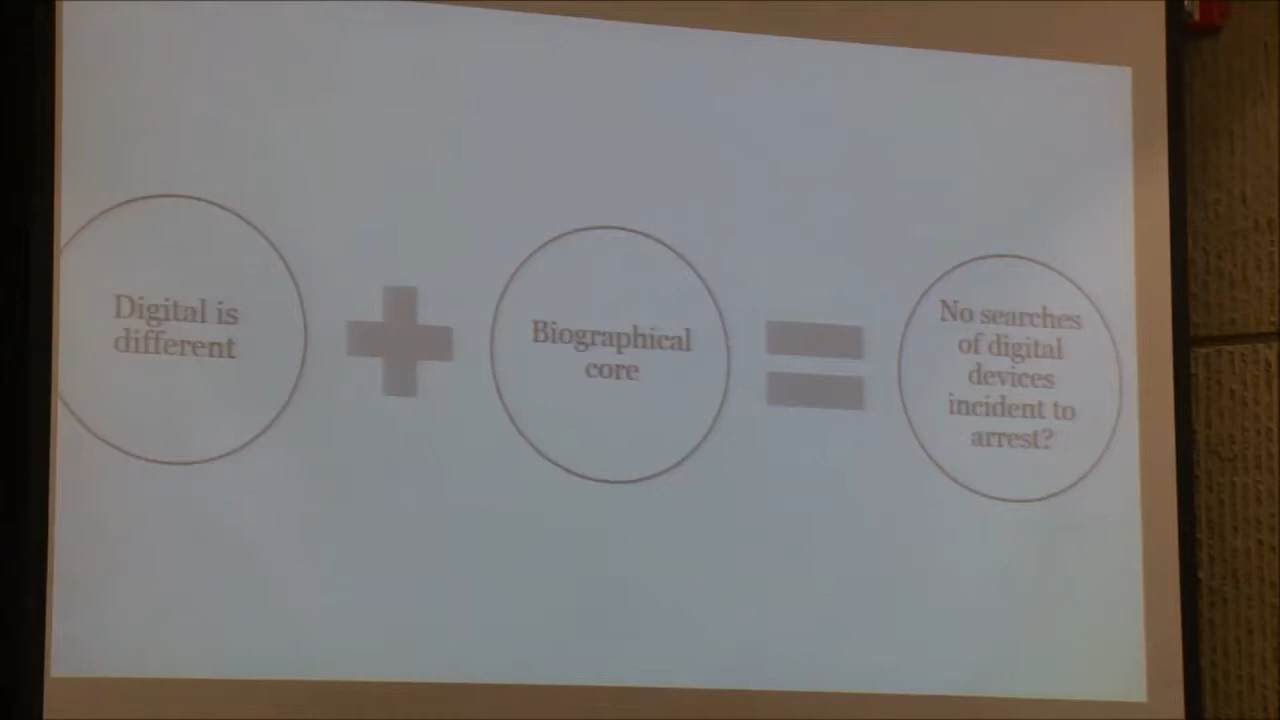 Digital is
different
Biographical
core
No searches
of digital
devices
incident to
arrest?